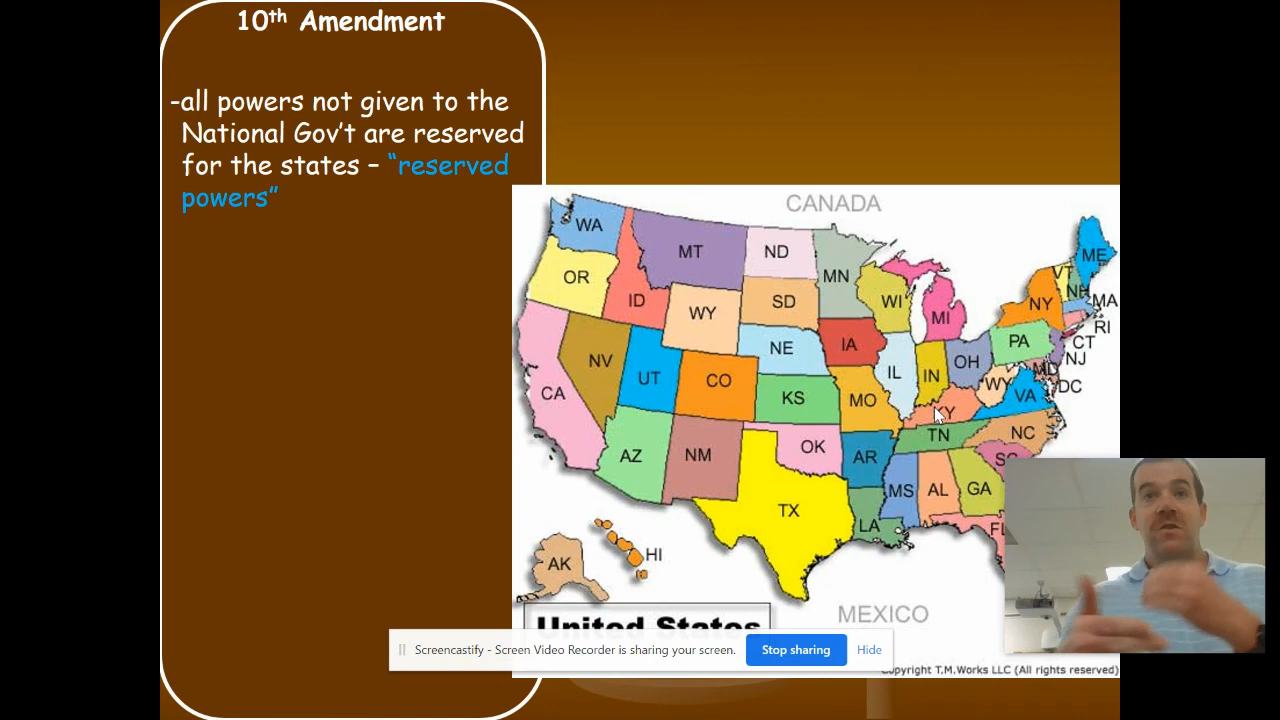 10th Amendment
-all powers not given to the
National Gov't are reserved
for the states – "reserved
powers"
CANADA
WA
MT
ND
MN
ME
VT
NH
OR
ID
SD
WI
MI
NY
MA
WY
RI
NE
IA
PA
CT
NJ
NV
UT
CO
IL
IN
OH
MD
DC
CA
KS
MO
WV
VA
KY
AZ
NM
OK
AR
TN
NC
SC
TX
MS
AL
GA
LA
FL
AK
HI
MEXICO
United States
Screencastify - Screen Video Recorder is sharing your screen.
Stop sharing
Hide
Copyright T.M.Works LLC (All rights reserved)